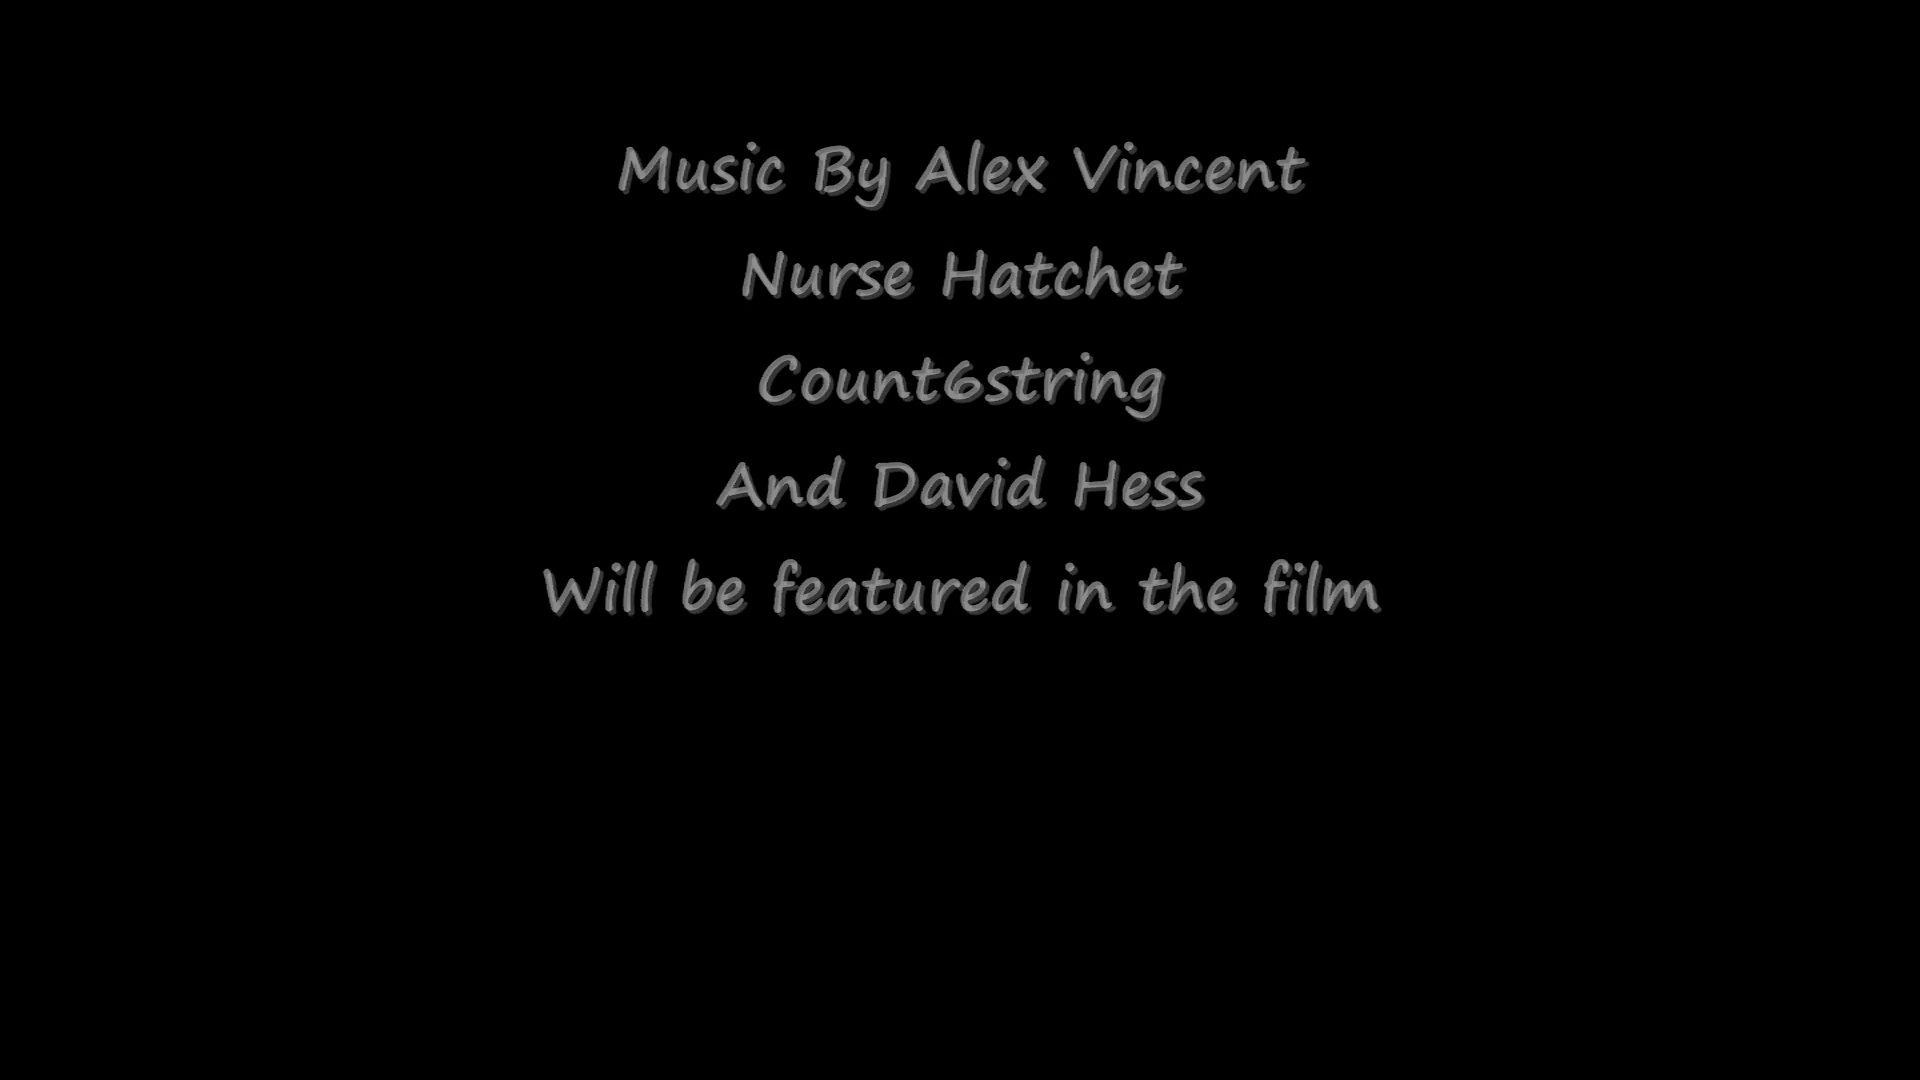 Music By Alex Vincent
Nurse Hatchet
Count6string
And David Hess
Will be featured in the film